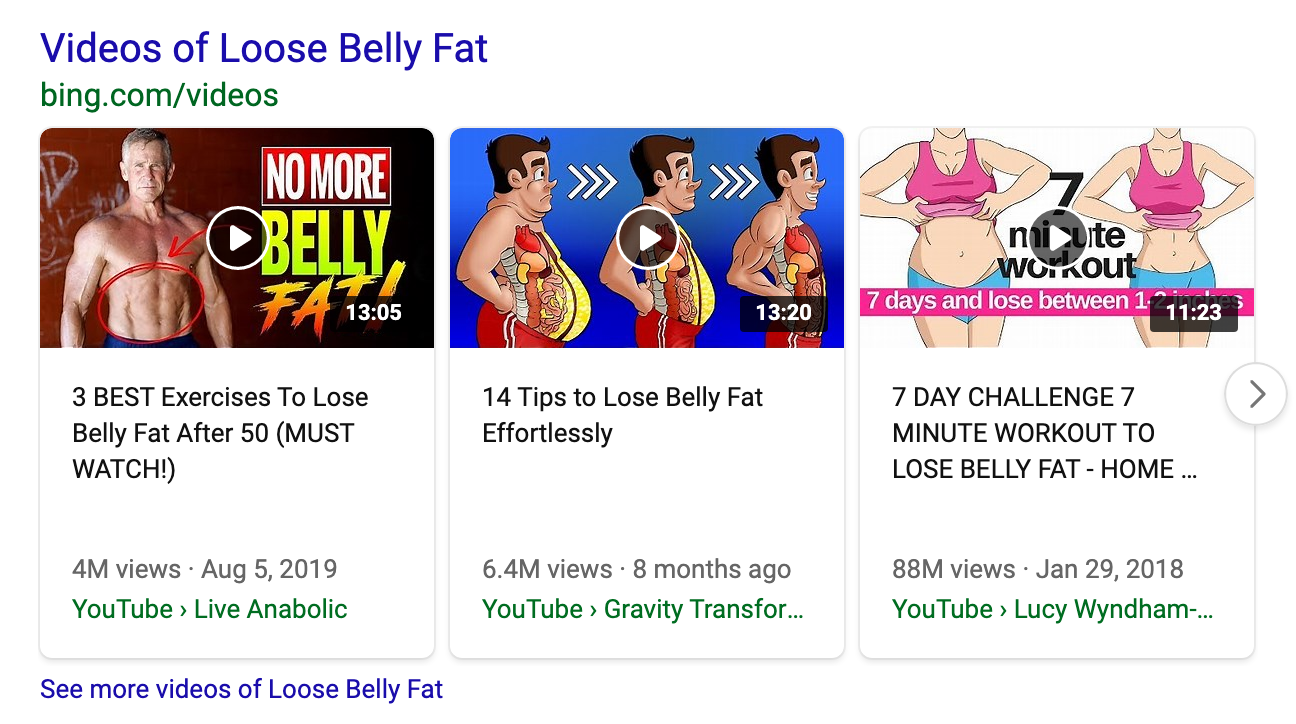 Videos of Loose Belly Fat
bing.com/videos
NO MORE
BELLY
FAT!
13:05
13:20
7
minute
workout
7 days and lose between 1-2 inches
11:23
3 BEST Exercises To Lose
Belly Fat After 50 (MUST
WATCH!)
4M views · Aug 5, 2019
YouTube › Live Anabolic
14 Tips to Lose Belly Fat
Effortlessly
6.4M views · 8 months ago
YouTube › Gravity Transfor...
7 DAY CHALLENGE 7
MINUTE WORKOUT TO
LOSE BELLY FAT - HOME ...
88M views · Jan 29, 2018
YouTube › Lucy Wyndham-...
See more videos of Loose Belly Fat